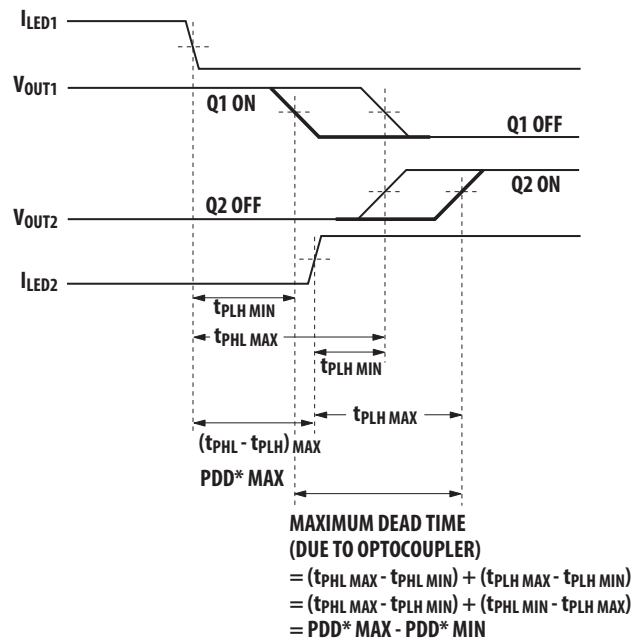 ILED1
VOUT1
Q1 ON
Q1 OFF
Q2 OFF
Q2 ON
VOUT2
ILED2
tPLH MIN
tPHL MAX
tPLH MIN
tPLH MAX
(tPHL - tPLH) MAX
PDD* MAX
MAXIMUM DEAD TIME
(DUE TO OPTOCOUPLER)
= (tPHL MAX - tPHL MIN) + (tPLH MAX - tPLH MIN)
= (tPHL MAX - tPLH MIN) + (tPHL MIN - tPLH MAX)
= PDD* MAX - PDD* MIN